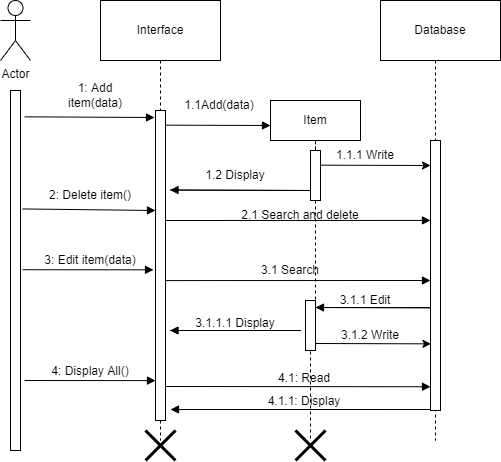 Interface
Database
Actor
1: Add
item(data)
1.1Add(data)
Item
1.1.1 Write
1.2 Display
2: Delete item()
2.1 Search and delete
3: Edit item(data)
3.1 Search
3.1.1 Edit
3.1.1.1 Display
3.1.2 Write
4: Display All()
4.1: Read
4.1.1: Display